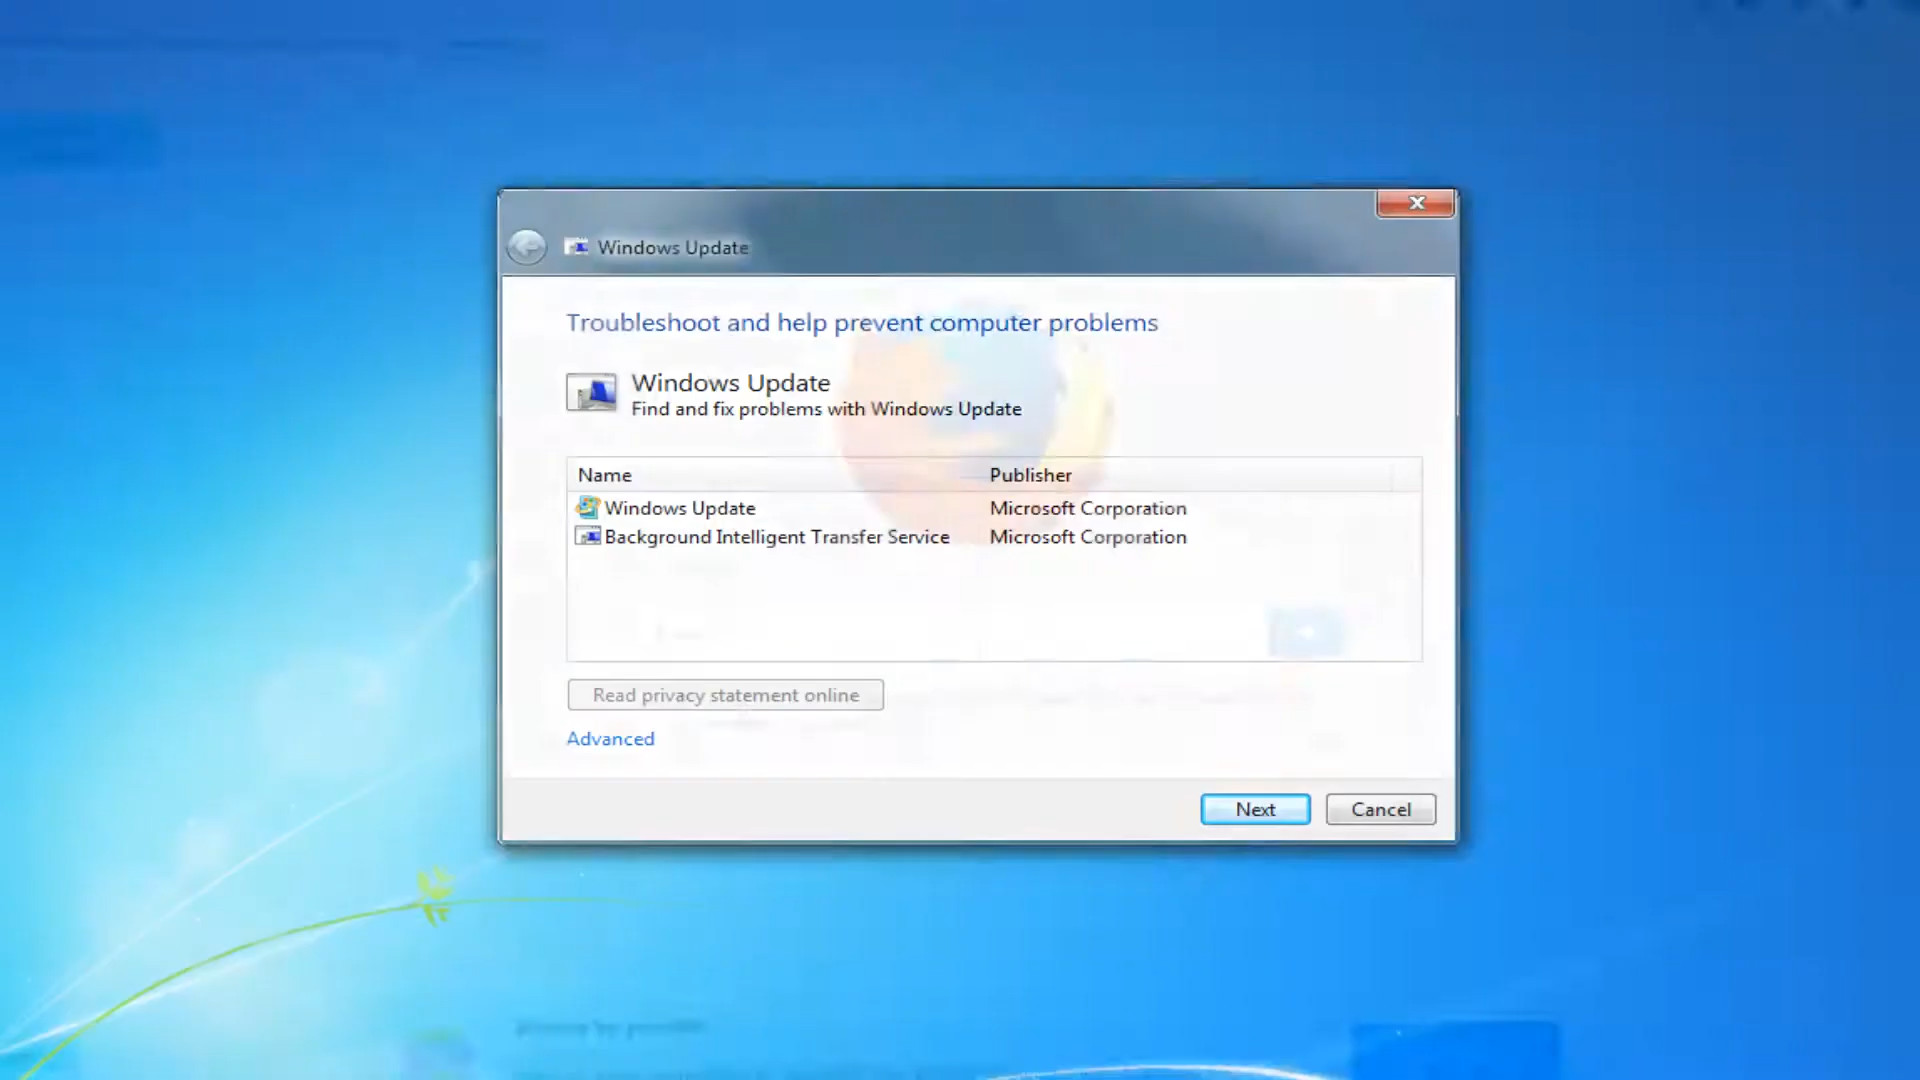 Windows Update
Troubleshoot and help prevent computer problems
Windows Update
Find and fix problems with Windows Update
Name Publisher
Windows Update Microsoft Corporation
Background Intelligent Transfer Service Microsoft Corporation
Read privacy statement online
Advanced
Next Cancel